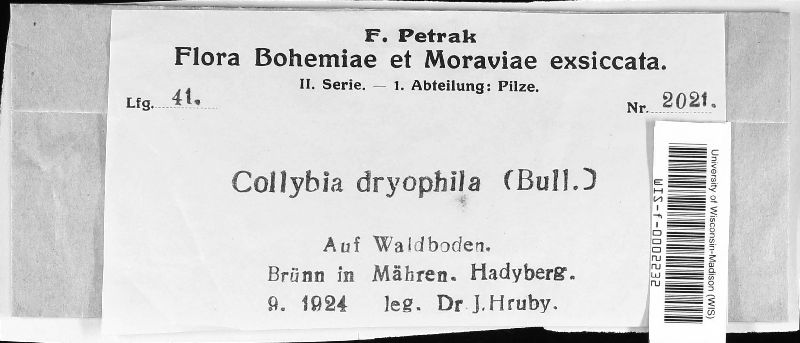 F. Petrak
Flora Bohemiae et Moraviae exsiccata.
II. Serie. — 1. Abteilung: Pilze.
Lfg. 41.
Nr. 2021.
Collybia dryophila (Bull.)
Auf Waldboden.
Brünn in Mähren. Hadyberg.
9. 1924 leg. Dr. J. Hruby.
University of Wisconsin-Madison (WIS)
WIS-f-0002232